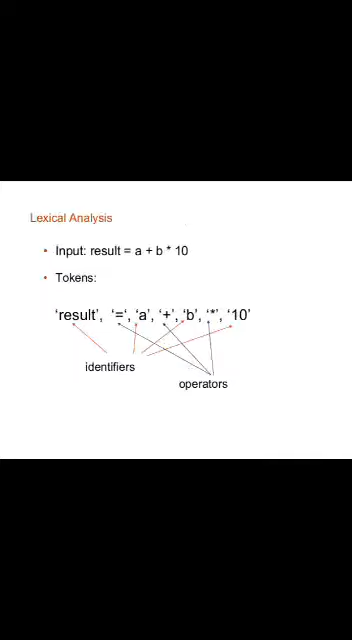 Lexical Analysis
• Input: result = a + b * 10
• Tokens:
‘result’, ‘=‘, ‘a’, ‘+’, ‘b’, ‘*’, ‘10’
identifiers
operators